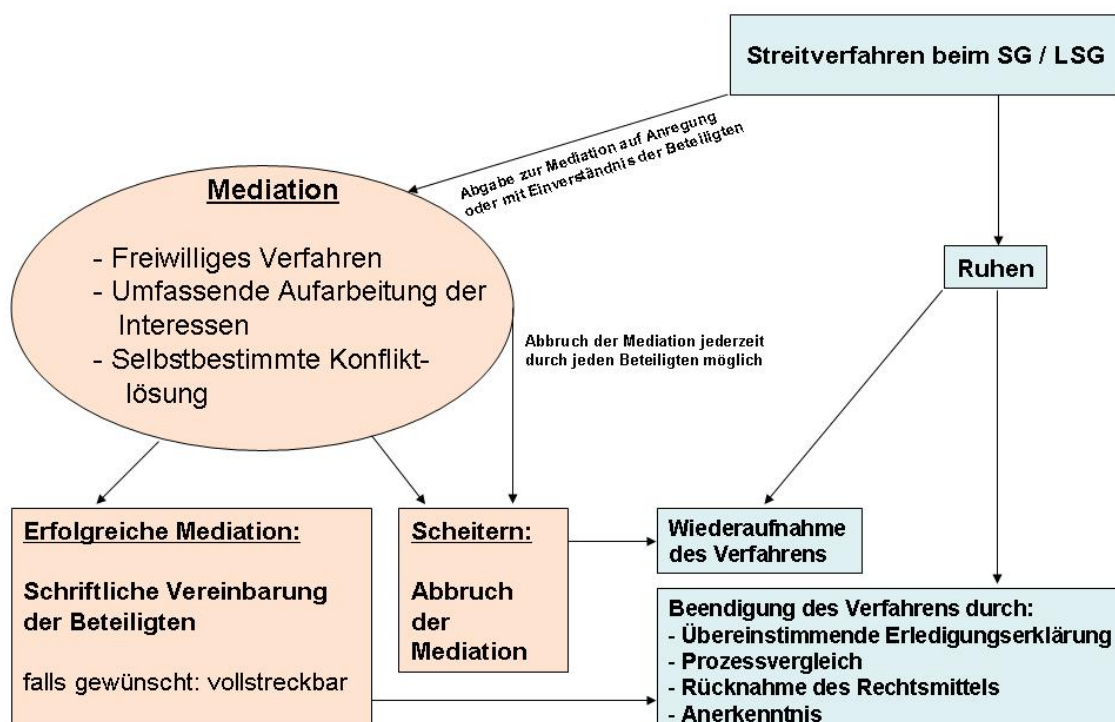 Streitverfahren beim SG / LSG
Abgabe zur Mediation auf Anregung
oder mit Einverständnis der Beteiligten
Mediation
- Freiwilliges Verfahren
- Umfassende Aufarbeitung der
Interessen
- Selbstbestimmte Konflikt-
lösung
Ruhen
Abbruch der Mediation jederzeit
durch jeden Beteiligten möglich
Erfolgreiche Mediation:
Schriftliche Vereinbarung
der Beteiligten
falls gewünscht: vollstreckbar
Scheitern:
Abbruch
der
Mediation
Wiederaufnahme
des Verfahrens
Beendigung des Verfahrens durch:
- Übereinstimmende Erledigungserklärung
- Prozessvergleich
- Rücknahme des Rechtsmittels
- Anerkenntnis